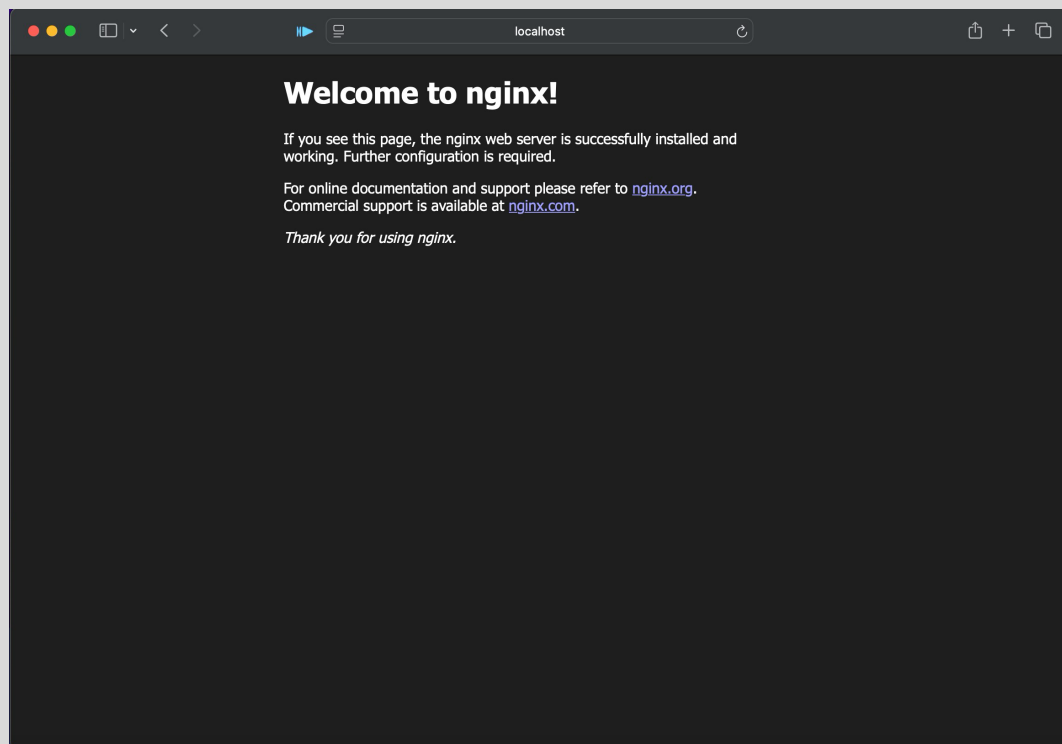 localhost
Welcome to nginx!
If you see this page, the nginx web server is successfully installed and
working. Further configuration is required.
For online documentation and support please refer to nginx.org.
Commercial support is available at nginx.com.
Thank you for using nginx.